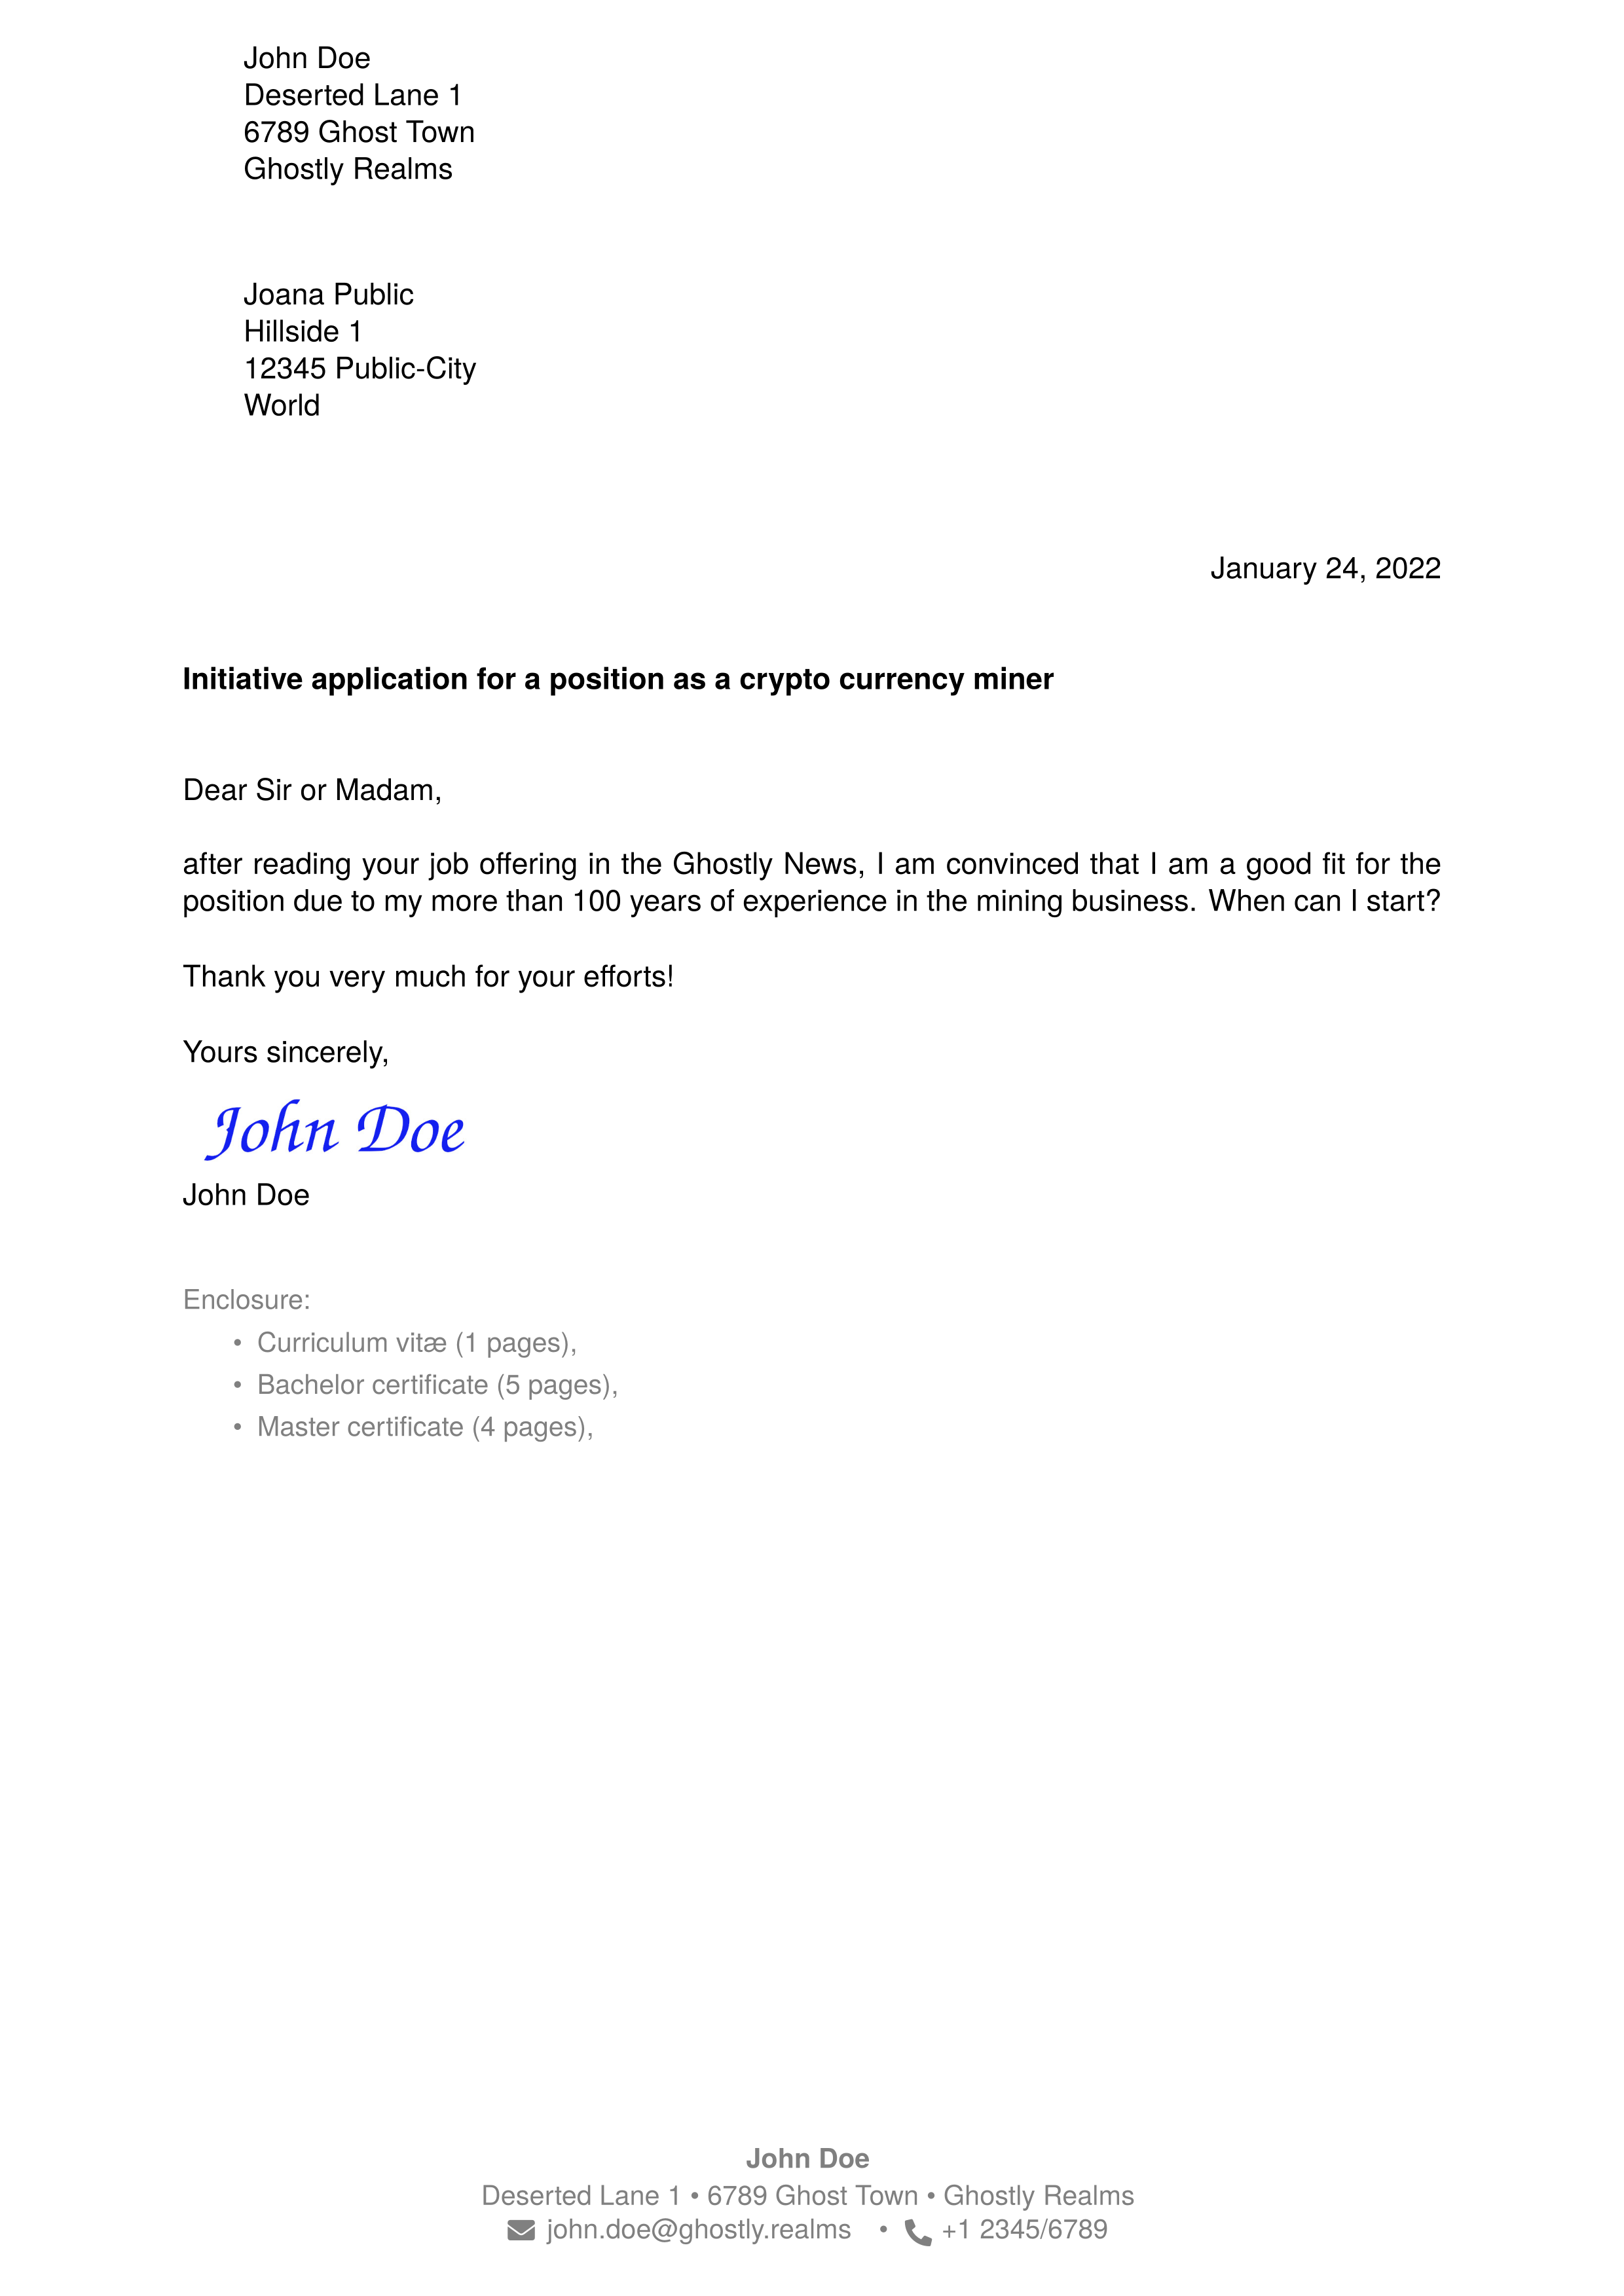 John Doe
Deserted Lane 1
6789 Ghost Town
Ghostly Realms
Joana Public
Hillside 1
12345 Public-City
World
January 24, 2022
Initiative application for a position as a crypto currency miner
Dear Sir or Madam,
after reading your job offering in the Ghostly News, I am convinced that I am a good fit for the
position due to my more than 100 years of experience in the mining business. When can I start?
Thank you very much for your efforts!
Yours sincerely,
John Doe
John Doe
Enclosure:
• Curriculum vitæ (1 pages),
• Bachelor certificate (5 pages),
• Master certificate (4 pages),
John Doe
Deserted Lane 1 • 6789 Ghost Town • Ghostly Realms
john.doe@ghostly.realms • +1 2345/6789